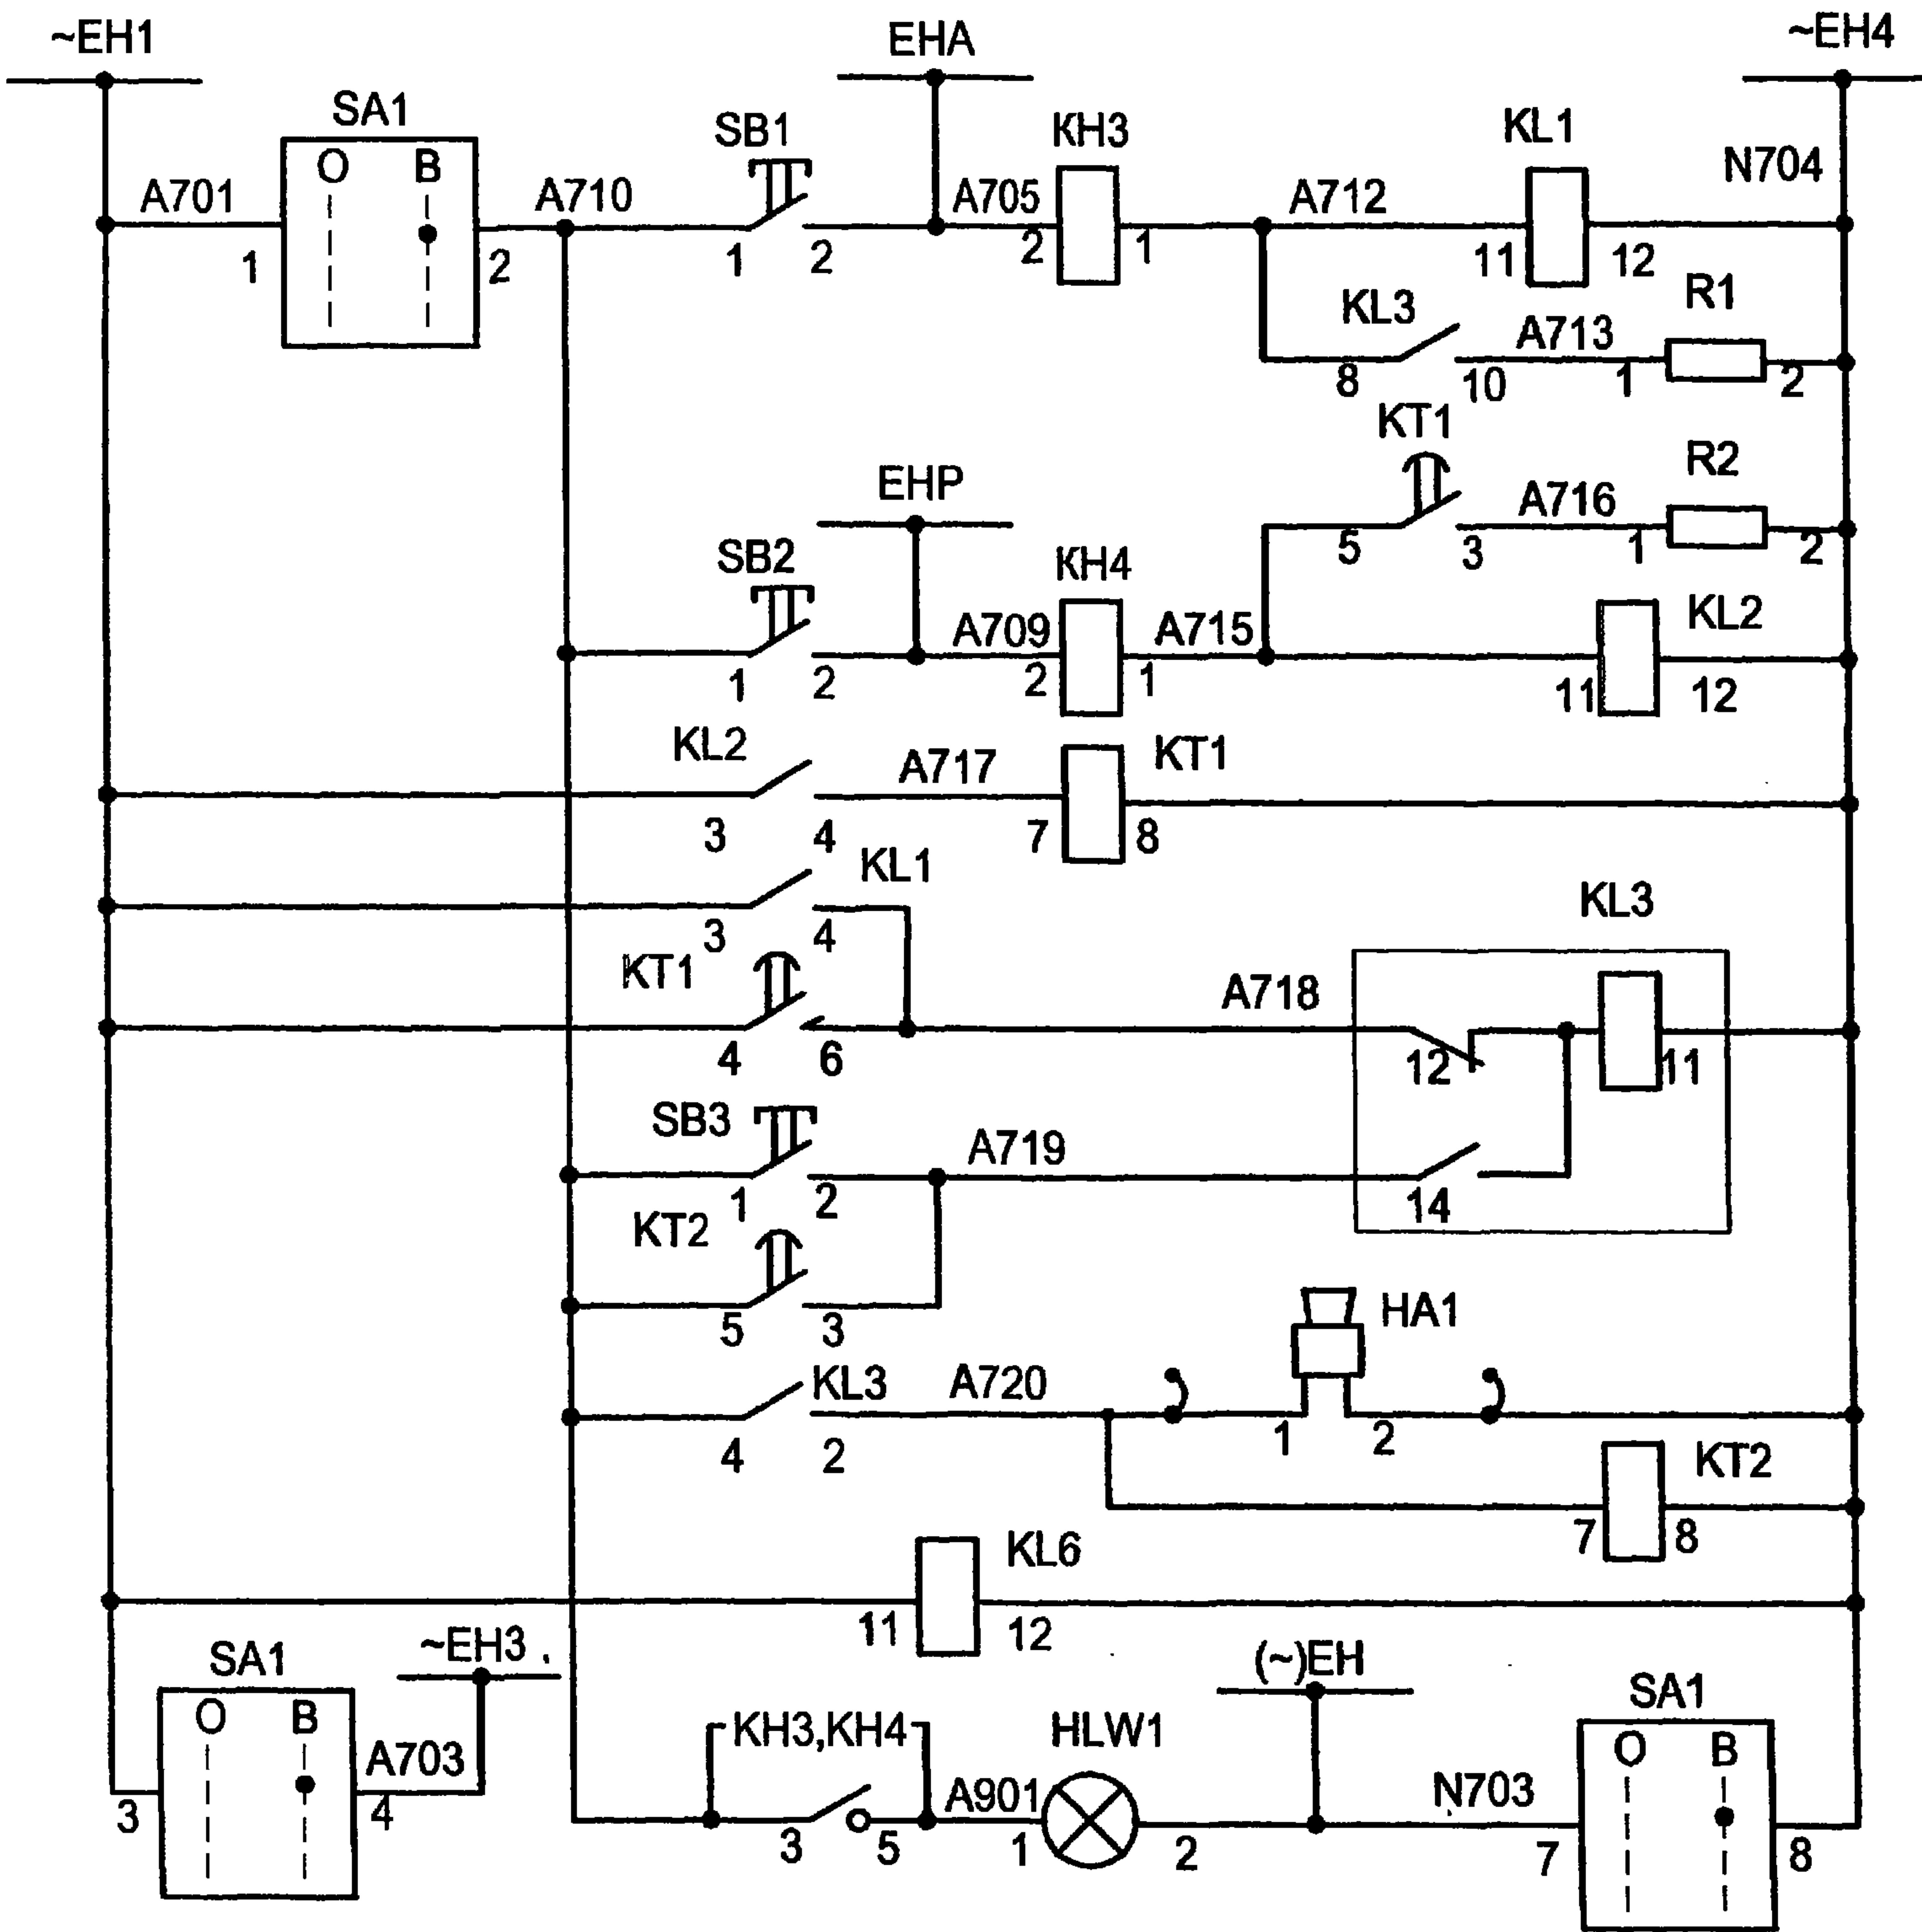 ~EH1
EHA
~EH4
SA1
SB1
KH3
KL1
O B
N704
A701
A710
A705
A712
1
2
1
2
2
1
11
12
R1
KL3
A713
8
10
1
2
KT1
R2
EHP
A716
5
3
1
2
SB2
KH4
KL2
A709
A715
1
2
2
1
11
12
KL2
A717
KT1
3
4
7
8
KL1
3
4
KL3
KT1
A718
4
6
12
11
SB3
A719
1
2
14
KT2
5
3
HA1
KL3
A720
4
2
1
2
KT2
7
8
KL6
11
12
SA1
~EH3
(~)EH
SA1
O B
KH3,KH4
HLW1
O B
A703
A901
N703
3
4
3
5
1
2
7
8